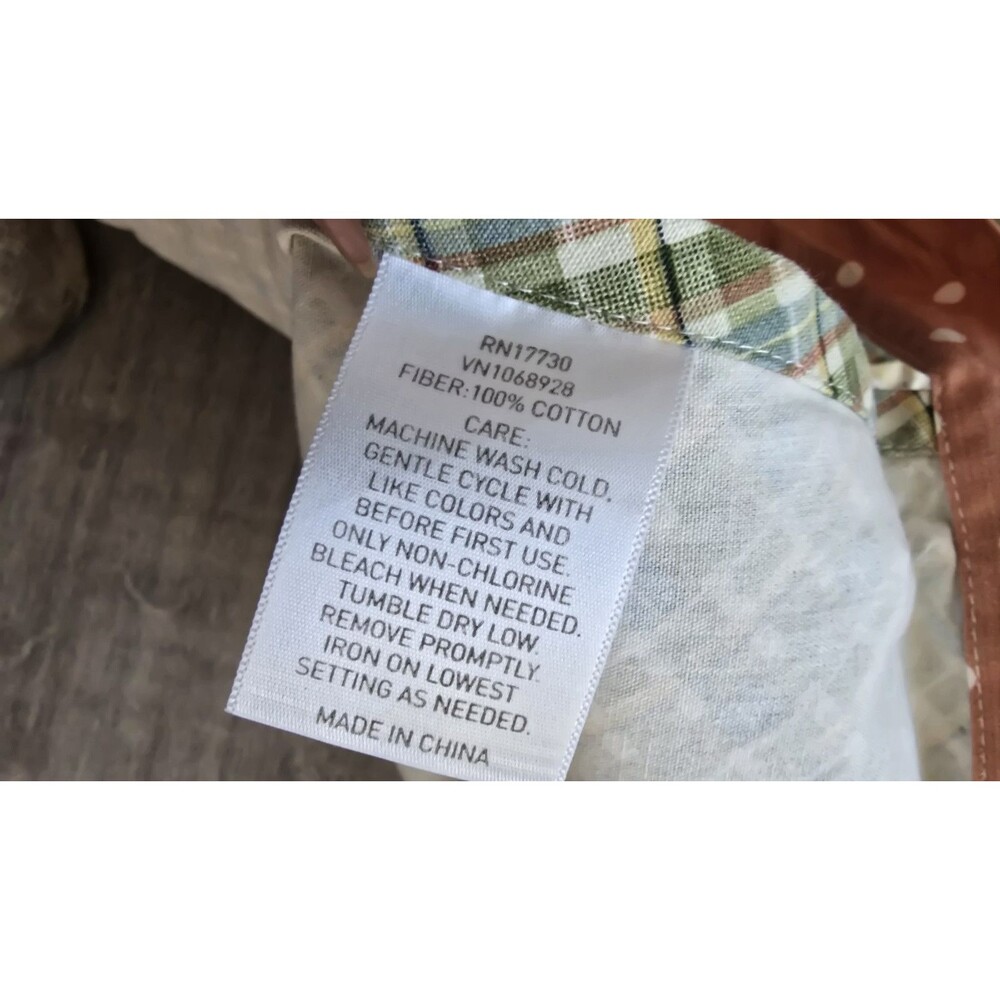 RN17730
VN1068928
FIBER:100% COTTON
CARE:
MACHINE WASH COLD,
GENTLE CYCLE WITH
LIKE COLORS AND
BEFORE FIRST USE.
ONLY NON-CHLORINE
BLEACH WHEN NEEDED.
TUMBLE DRY LOW.
REMOVE PROMPTLY.
IRON ON LOWEST
SETTING AS NEEDED.
MADE IN CHINA